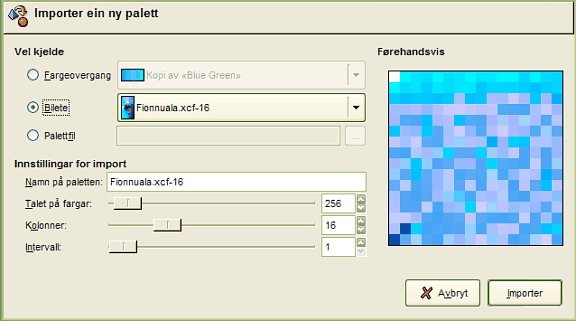 Importer ein ny palett
Vel kjelde
Førehandsvis
Fargeovergang
Kopi av «Blue Green»
Bilete
Fionnuala.xcf-16
Palettfil
...
Innstillingar for import
Namn på paletten: Fionnuala.xcf-16
Talet på fargar: 256
Kolonner: 16
Intervall: 1
Avbryt
Importer